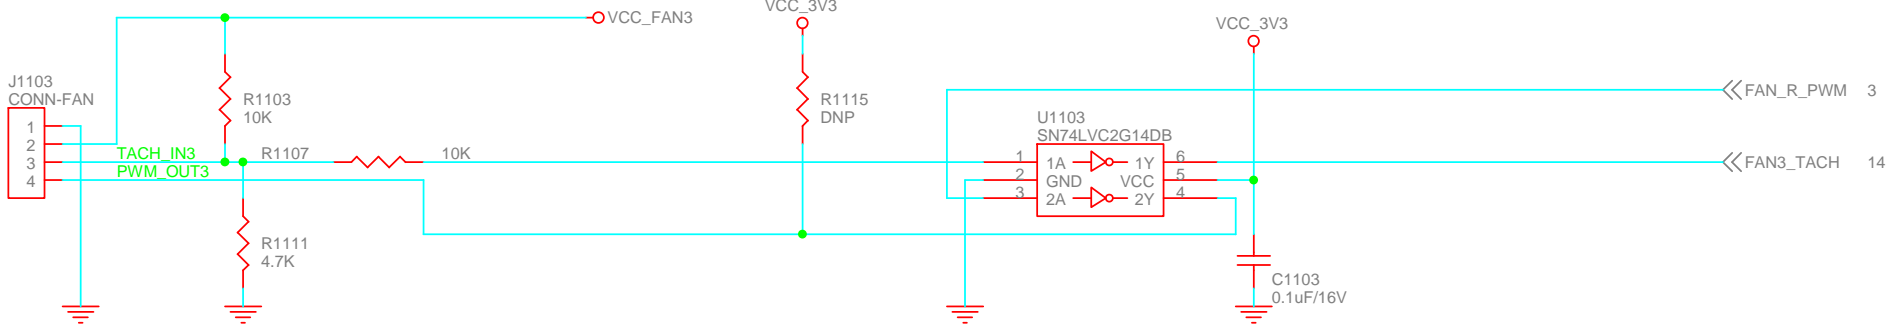 VCC_FAN3
VCC_3V3
VCC_3V3
J1103
CONN-FAN
1
2
3
4
R1103
10K
TACH_IN3
PWM_OUT3
R1107
10K
R1111
4.7K
R1115
DNP
U1103
SN74LVC2G14DB
1 1A 1Y 6
2 GND VCC 5
3 2A 2Y 4
FAN_R_PWM 3
FAN3_TACH 14
C1103
0.1uF/16V